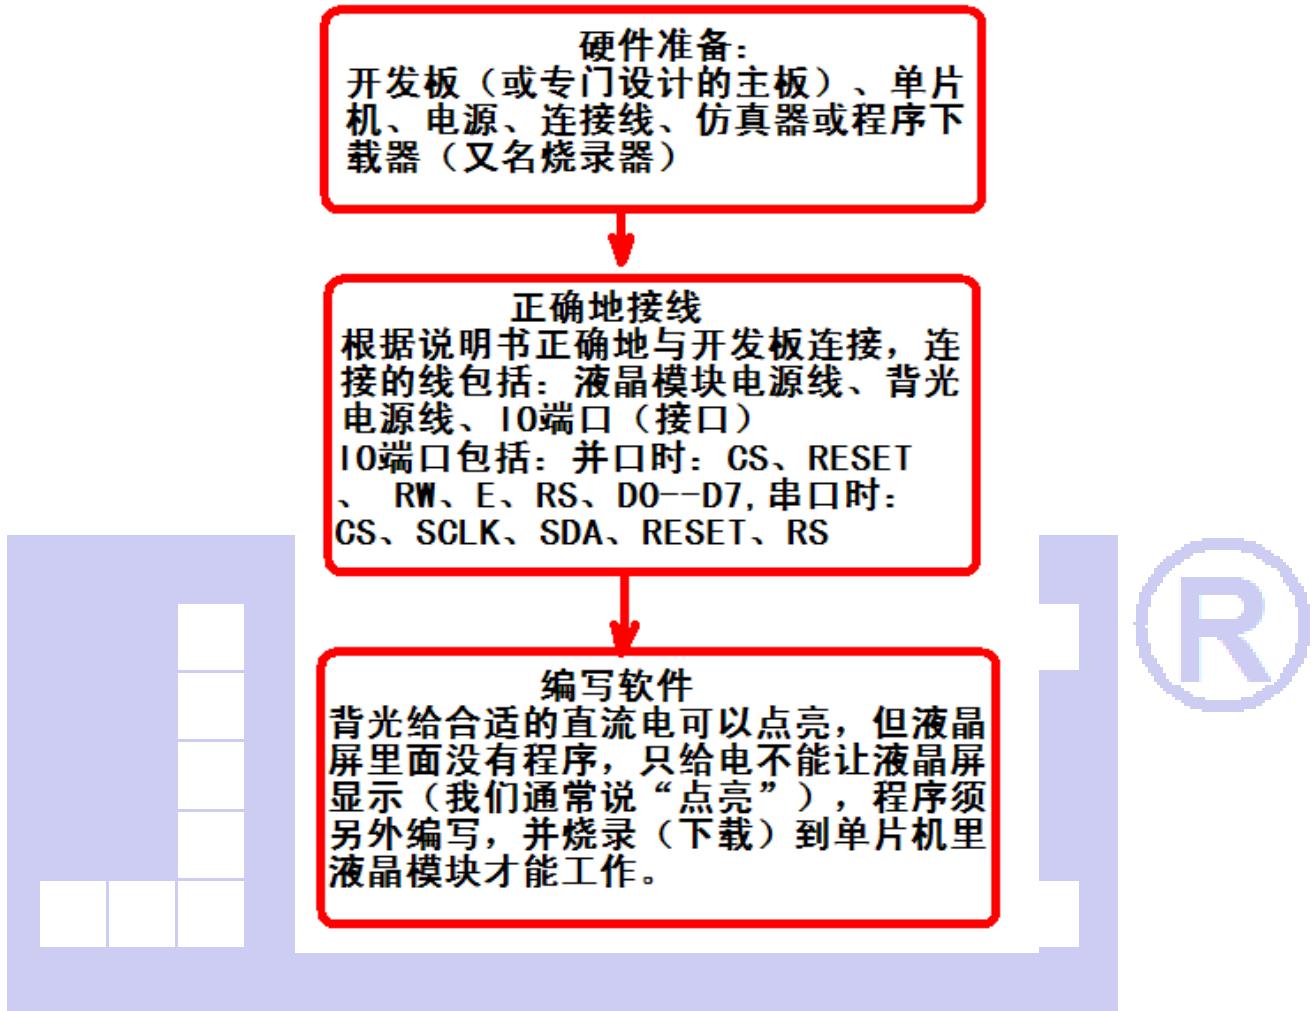 硬件准备：
开发板（或专门设计的主板）、单片
机、电源、连接线、仿真器或程序下
载器（又名烧录器）
正确地接线
根据说明书正确地与开发板连接，连
接的线包括：液晶模块电源线、背光
电源线、IO端口（接口）
IO端口包括：并口时：CS、RESET
、 RW、E、RS、D0--D7,串口时：
CS、SCLK、SDA、RESET、RS
编写软件
背光给合适的直流电可以点亮，但液晶
屏里面没有程序，只给电不能让液晶屏
显示（我们通常说“点亮”），程序须
另外编写，并烧录（下载）到单片机里
液晶模块才能工作。
®